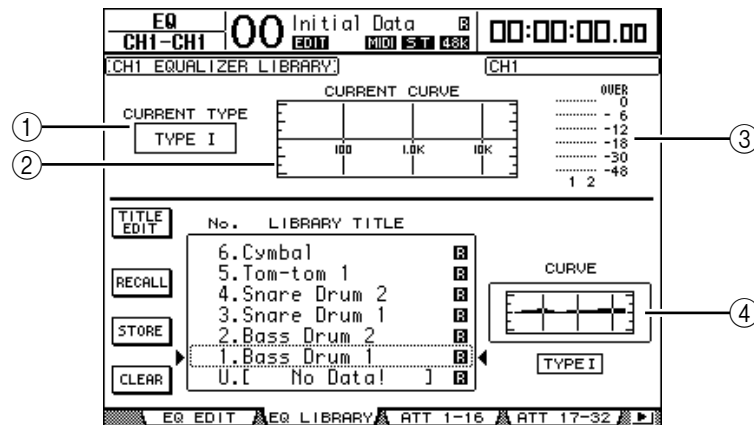 EQ
CH1-CH1
00
Initial Data R
EDIT MIDI ST 48K
00:00:00.00
CH1 EQUALIZER LIBRARY
CH1
CURRENT TYPE
TYPE I
CURRENT CURVE
100 1.0K 10K
OVER
0
-6
-12
-18
-30
-48
1 2
①
②
③
④
TITLE EDIT
RECALL
STORE
CLEAR
No. LIBRARY TITLE
6.Cymbal R
5.Tom-tom 1 R
4.Snare Drum 2 R
3.Snare Drum 1 R
2.Bass Drum 2 R
1.Bass Drum 1 R
U.[ No Data! ] R
CURVE
TYPE I
EQ EDIT EQ LIBRARY ATT 1-16 ATT 17-32